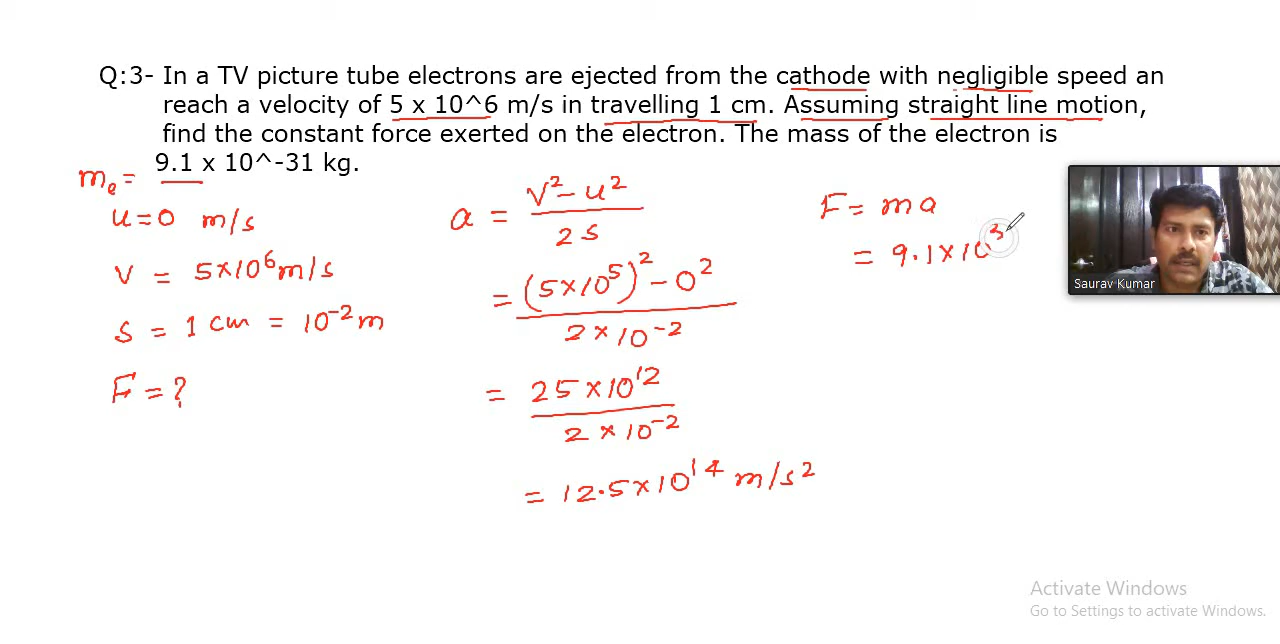 Q:3- In a TV picture tube electrons are ejected from the cathode with negligible speed an
reach a velocity of 5 x 10^6 m/s in travelling 1 cm. Assuming straight line motion,
find the constant force exerted on the electron. The mass of the electron is
9.1 x 10^-31 kg.
mₑ =
u = 0 m/s
v = 5×10⁶ m/s
s = 1 cm = 10⁻² m
F = ?
a = v² - u² / 2s
= (5×10⁵)² - 0² / 2 × 10⁻²
= 25 × 10¹² / 2 × 10⁻²
= 12.5 × 10¹⁴ m/s²
F = ma
= 9.1 × 10³
Saurav Kumar
Activate Windows
Go to Settings to activate Windows.